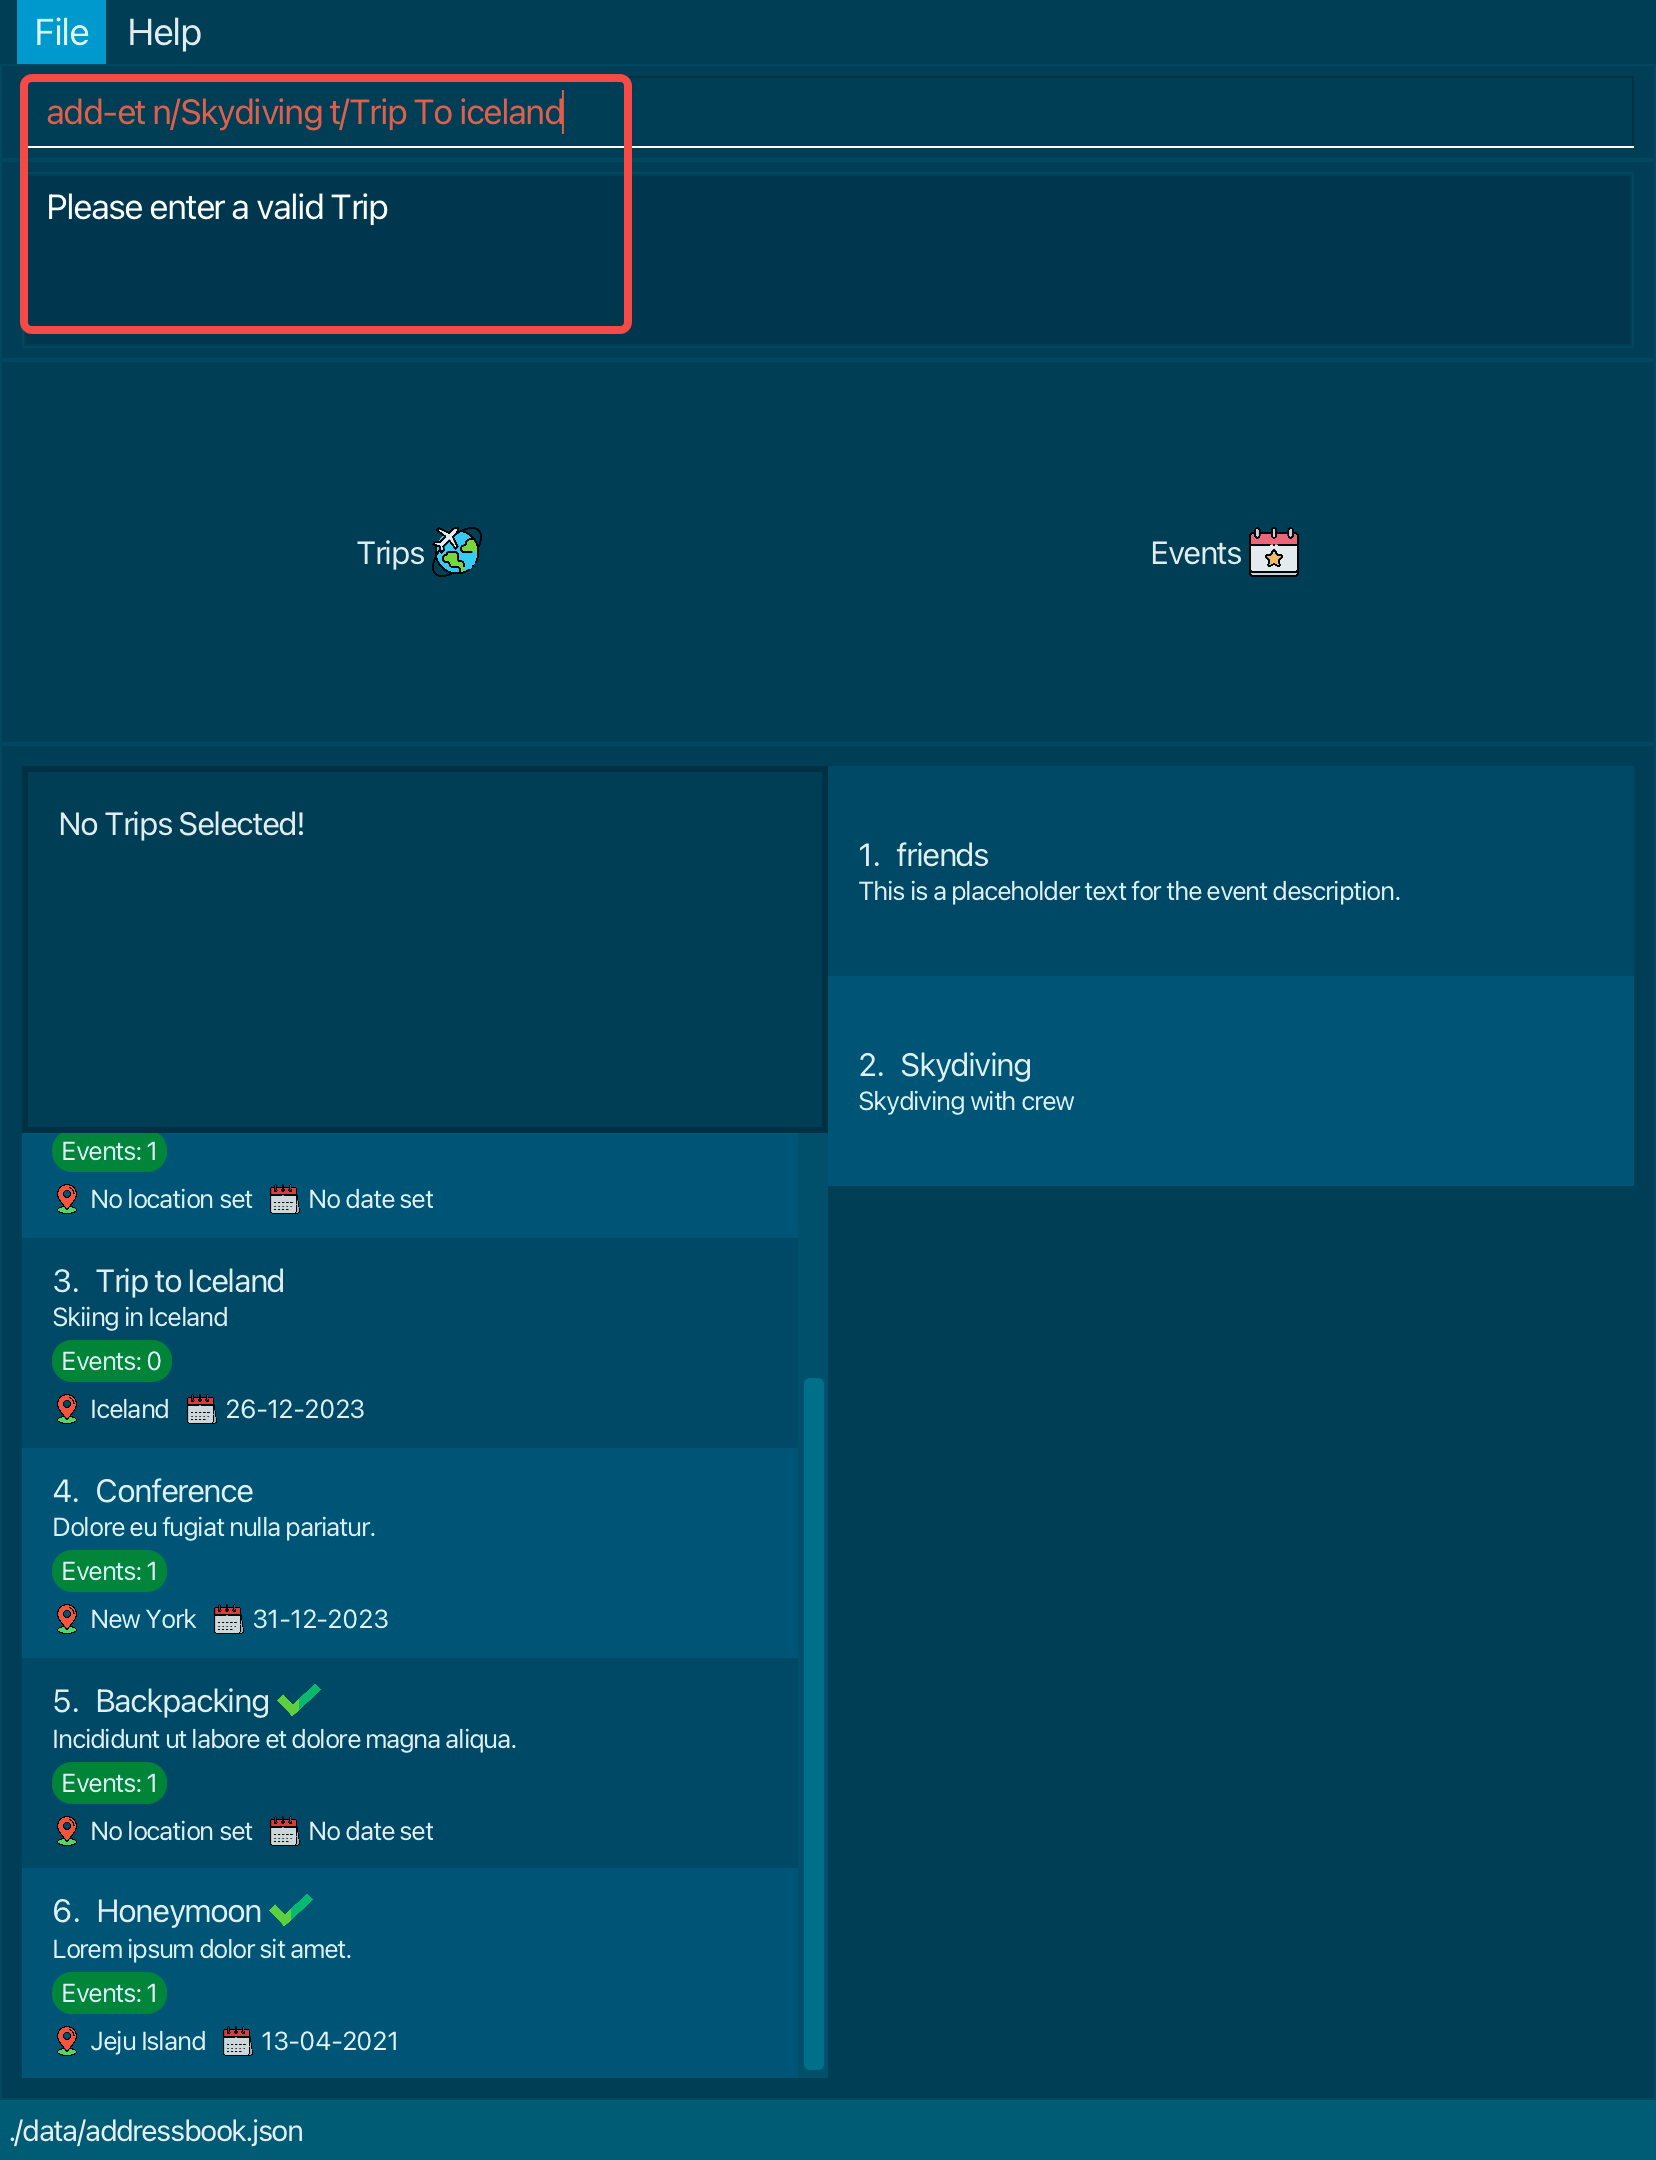 File Help
add-et n/Skydiving t/Trip To iceland
Please enter a valid Trip
Trips
Events
No Trips Selected!
Events: 1
No location set No date set
3. Trip to Iceland
Skiing in Iceland
Events: 0
Iceland 26-12-2023
4. Conference
Dolore eu fugiat nulla pariatur.
Events: 1
New York 31-12-2023
5. Backpacking
Incididunt ut labore et dolore magna aliqua.
Events: 1
No location set No date set
6. Honeymoon
Lorem ipsum dolor sit amet.
Events: 1
Jeju Island 13-04-2021
1. friends
This is a placeholder text for the event description.
2. Skydiving
Skydiving with crew
./data/addressbook.json